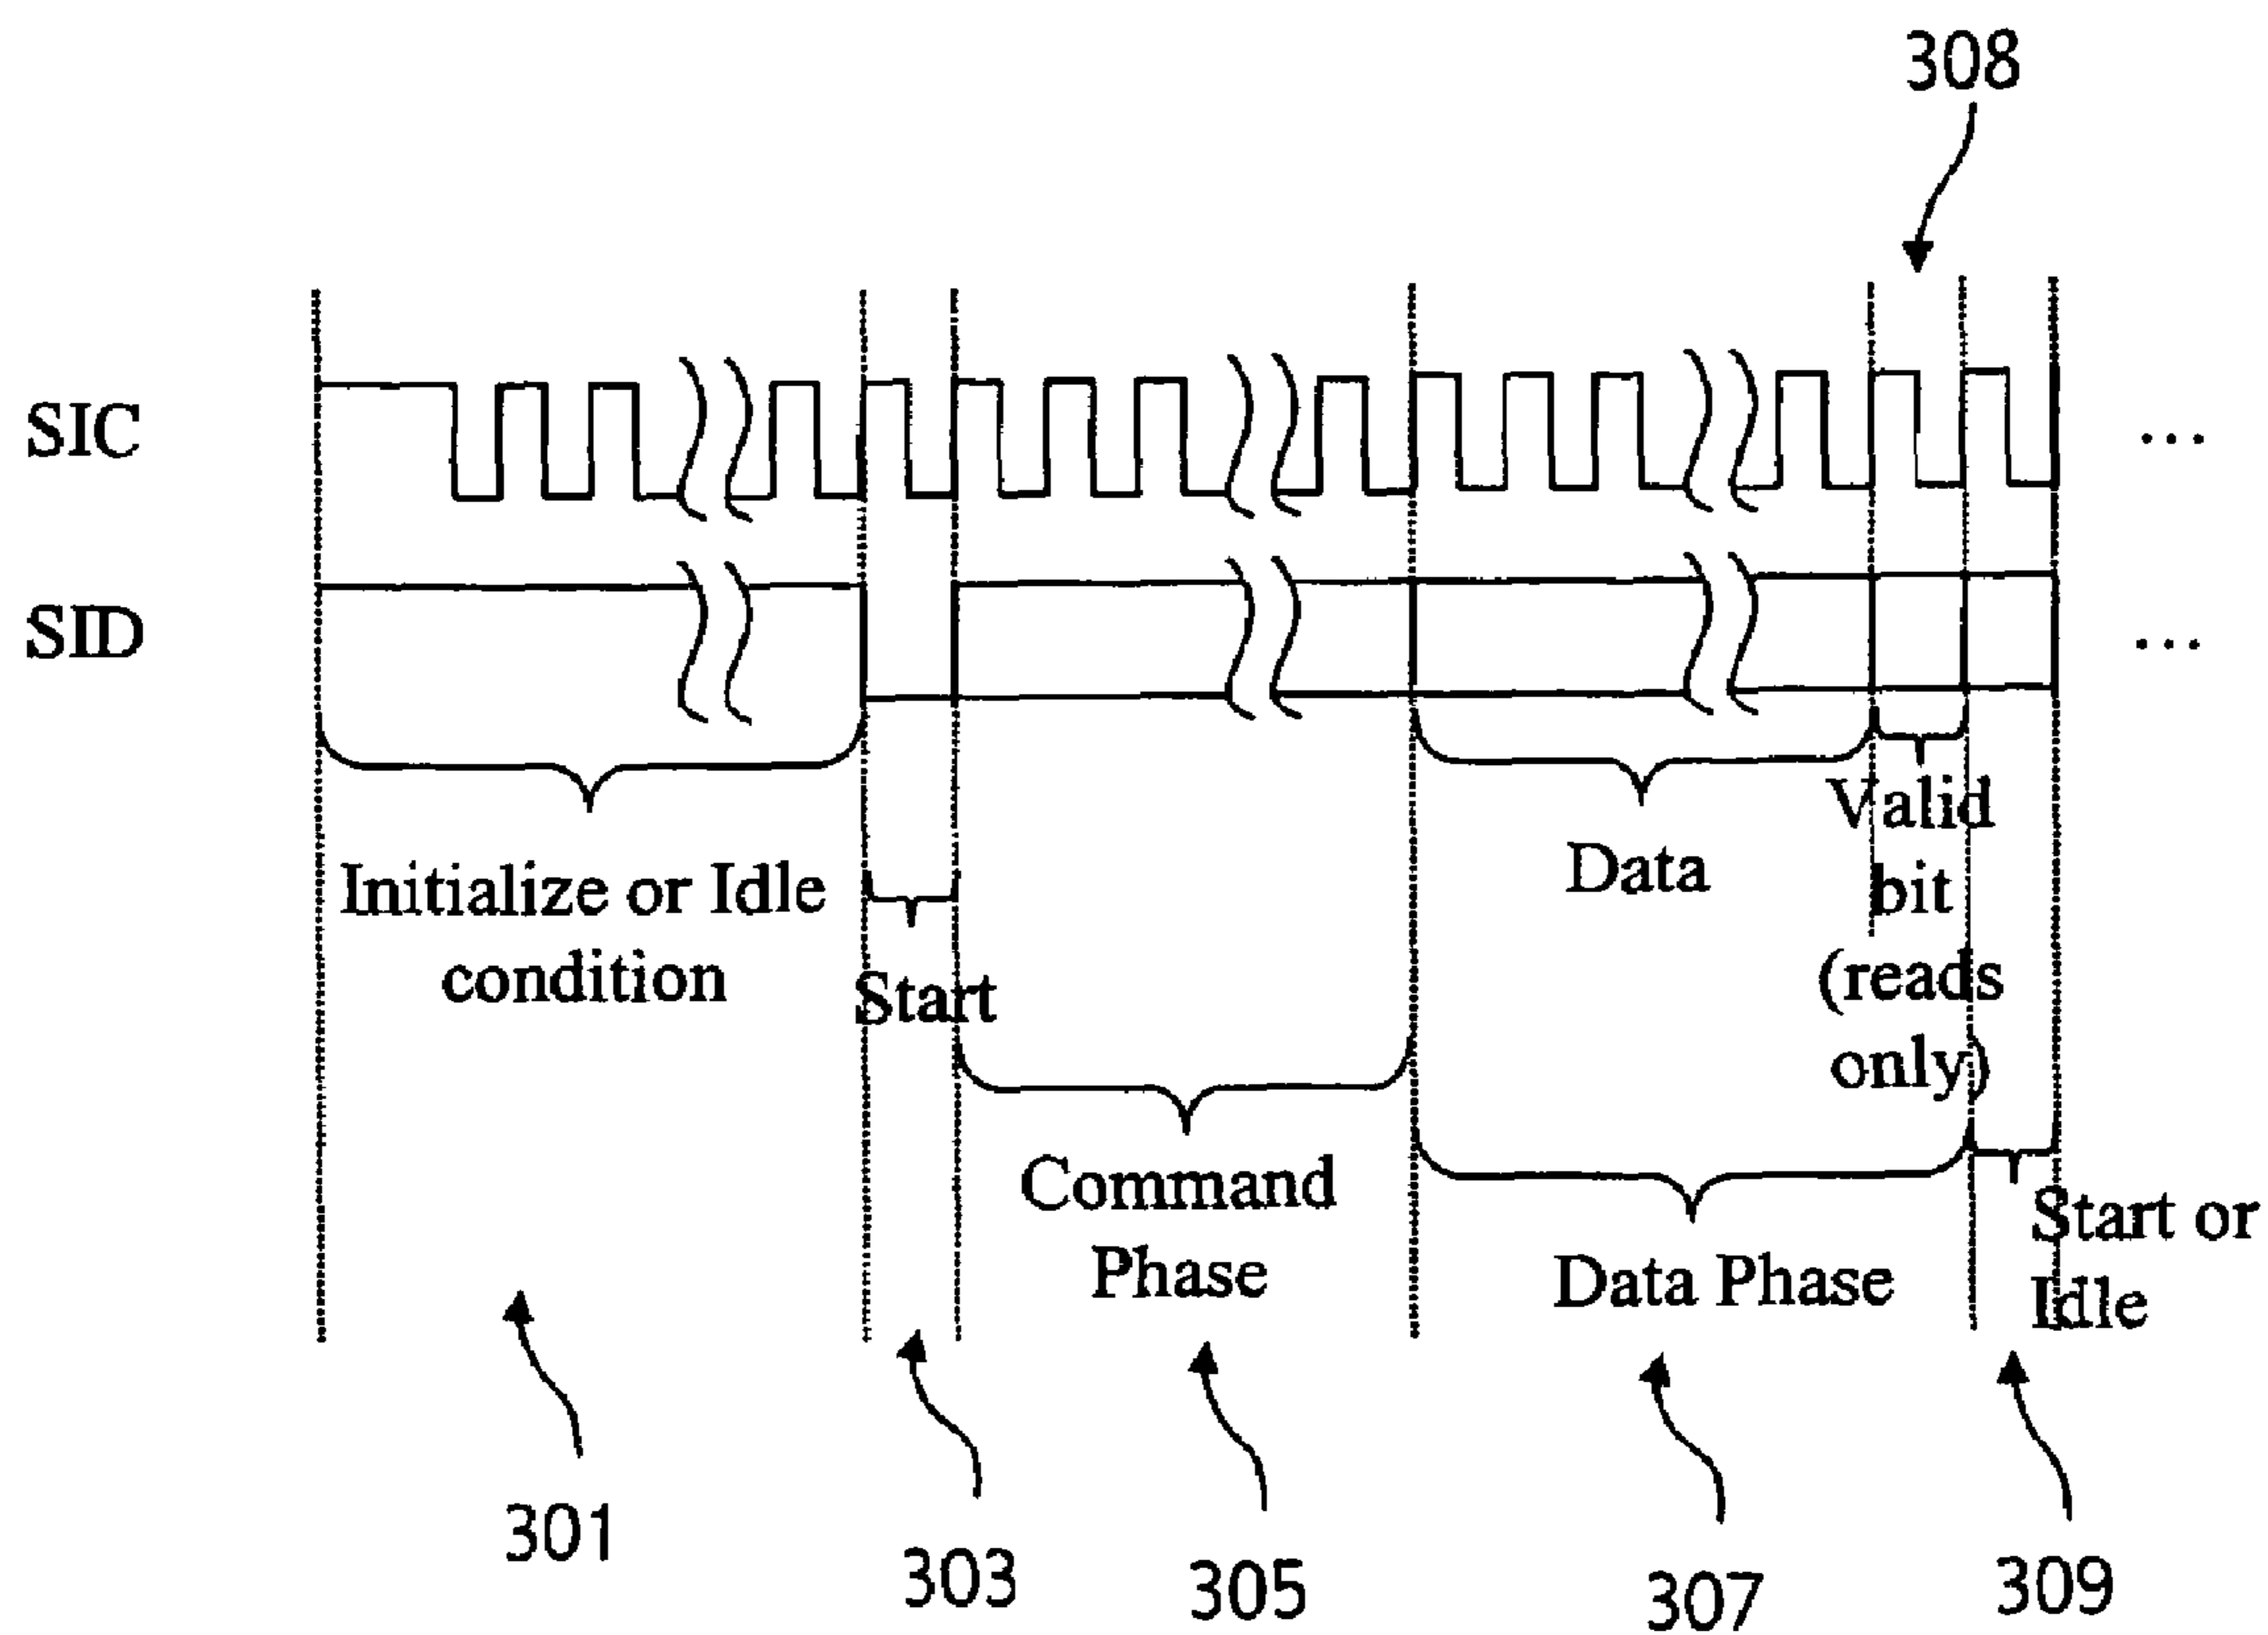 308
SIC
...
SID
...
Initialize or Idle
condition
Start
Command
Phase
Data
Valid
bit
(reads
only)
Data Phase
Start or
Idle
301
303
305
307
309